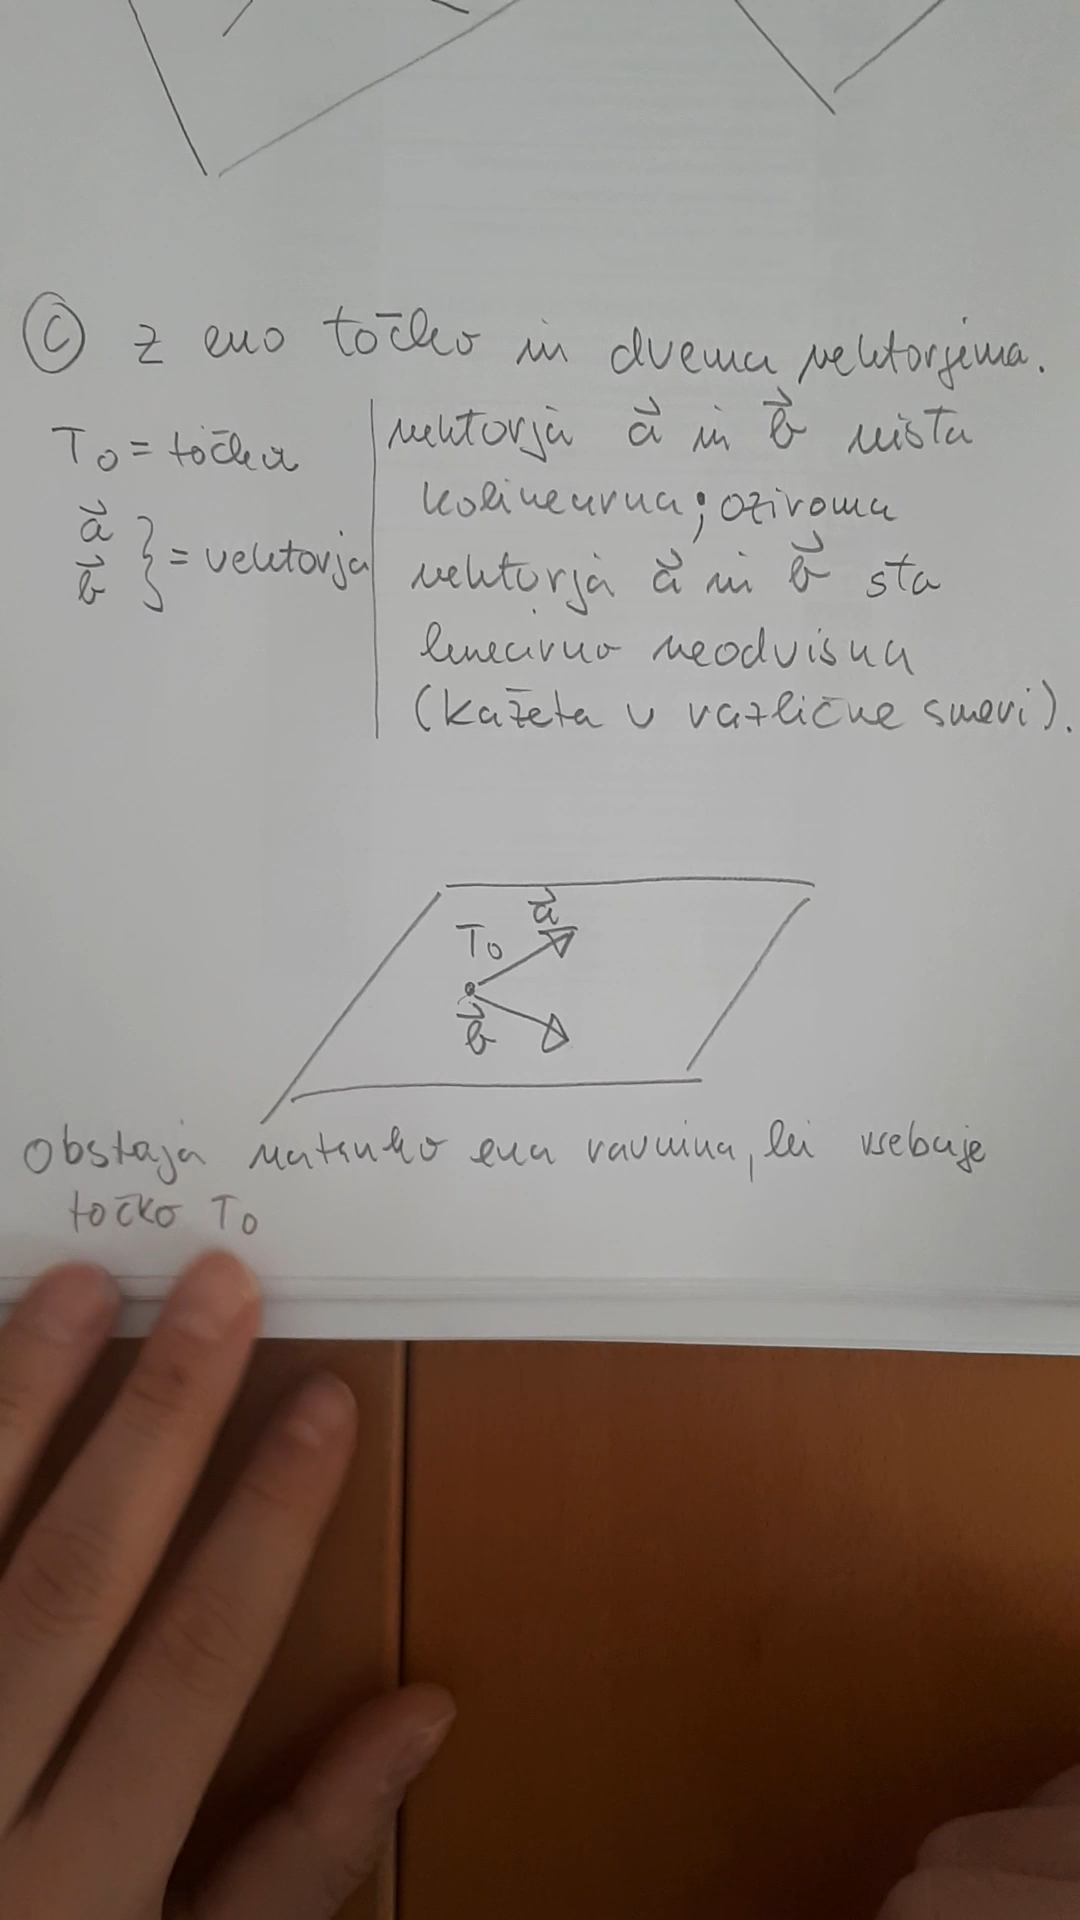 Ⓒ z eno točko in dvema vektorjema.
T₀ = točka
a⃗
b⃗ } = vektorja
vektorja a⃗ in b⃗ nista
kolinearna; oziroma
vektorja a⃗ in b⃗ sta
linearno neodvisna
(kažeta v različne smeri).
a⃗
T₀
b⃗
Obstaja natanko ena ravnina, ki vsebuje
točko T₀